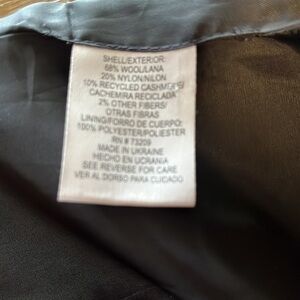 SHELL/EXTERIOR:
68% WOOL/LANA
20% NYLON/NILON
10% RECYCLED CASHMERE/
CACHEMIRA RECICLADA
2% OTHER FIBERS/
OTRAS FIBRAS
LINING/FORRO DE CUERPO:
100% POLYESTER/POLIESTER
RN # 73209
MADE IN UKRAINE
HECHO EN UCRANIA
SEE REVERSE FOR CARE
VER AL DORSO PARA CUIDADO